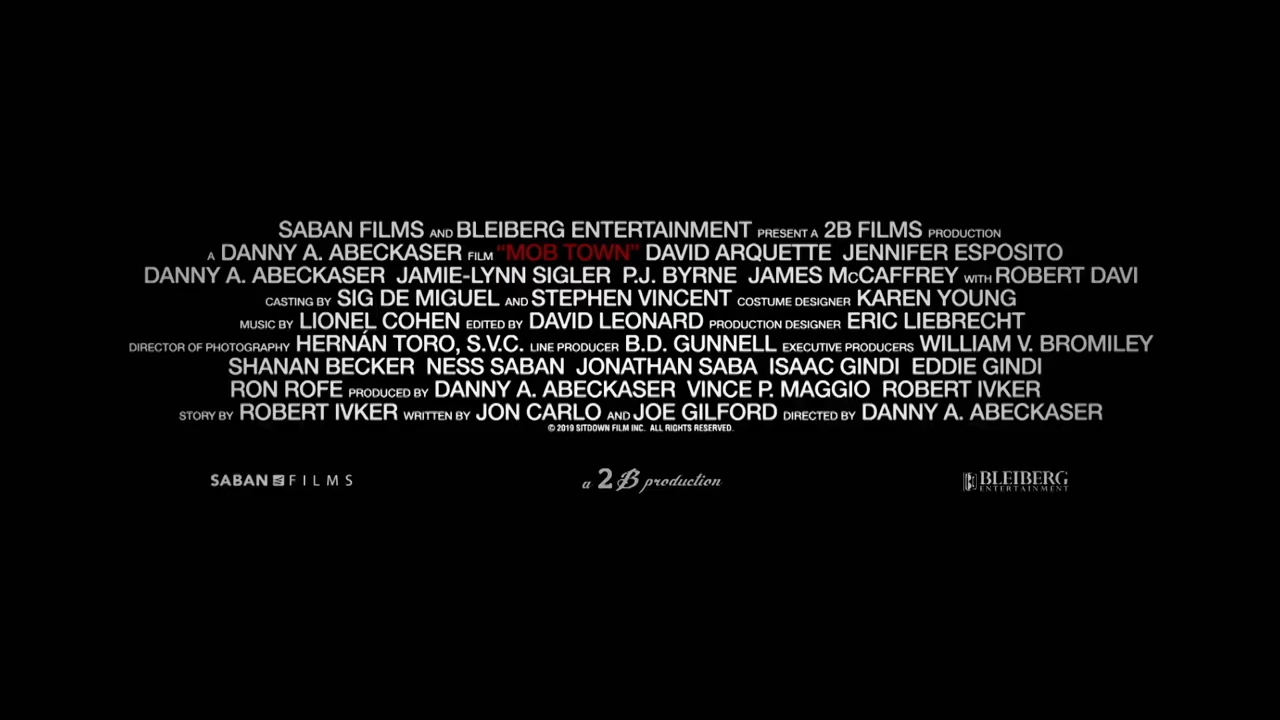 SABAN FILMS AND BLEIBERG ENTERTAINMENT PRESENT A 2B FILMS PRODUCTION
A DANNY A. ABECKASER FILM "MOB TOWN" DAVID ARQUETTE JENNIFER ESPOSITO
DANNY A. ABECKASER JAMIE-LYNN SIGLER P.J. BYRNE JAMES McCAFFREY WITH ROBERT DAVI
CASTING BY SIG DE MIGUEL AND STEPHEN VINCENT COSTUME DESIGNER KAREN YOUNG
MUSIC BY LIONEL COHEN EDITED BY DAVID LEONARD PRODUCTION DESIGNER ERIC LIEBRECHT
DIRECTOR OF PHOTOGRAPHY HERNÁN TORO, S.V.C. LINE PRODUCER B.D. GUNNELL EXECUTIVE PRODUCERS WILLIAM V. BROMILEY
SHANAN BECKER NESS SABAN JONATHAN SABA ISAAC GINDI EDDIE GINDI
RON ROFE PRODUCED BY DANNY A. ABECKASER VINCE P. MAGGIO ROBERT IVKER
STORY BY ROBERT IVKER WRITTEN BY JON CARLO AND JOE GILFORD DIRECTED BY DANNY A. ABECKASER
© 2019 SITDOWN FILM INC. ALL RIGHTS RESERVED.
SABAN FILMS
a 2B production
BLEIBERG
ENTERTAINMENT